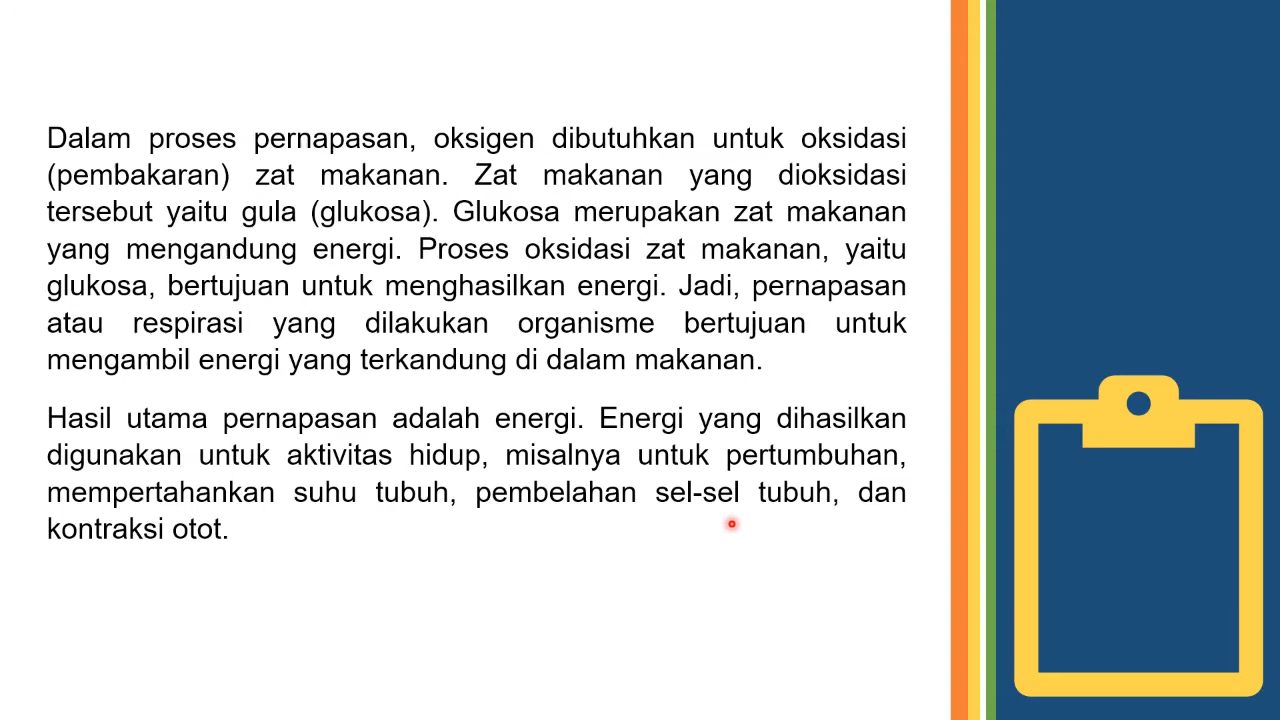 Dalam proses pernapasan, oksigen dibutuhkan untuk oksidasi
(pembakaran) zat makanan. Zat makanan yang dioksidasi
tersebut yaitu gula (glukosa). Glukosa merupakan zat makanan
yang mengandung energi. Proses oksidasi zat makanan, yaitu
glukosa, bertujuan untuk menghasilkan energi. Jadi, pernapasan
atau respirasi yang dilakukan organisme bertujuan untuk
mengambil energi yang terkandung di dalam makanan.
Hasil utama pernapasan adalah energi. Energi yang dihasilkan
digunakan untuk aktivitas hidup, misalnya untuk pertumbuhan,
mempertahankan suhu tubuh, pembelahan sel-sel tubuh, dan
kontraksi otot.